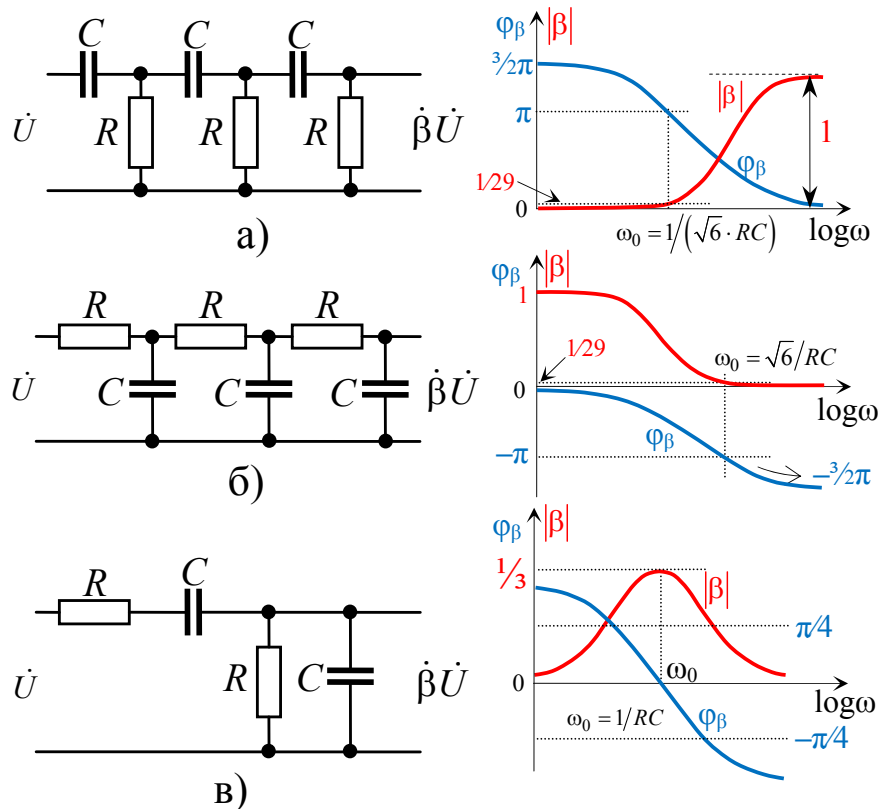 C C C
R R R
U̇
β̇U̇
а)
φβ |β|
3⁄2π
π
|β|
1
φβ
1⁄29
0
ω₀ = 1/(√6 · RC)
logω
R R R
C C C
U̇
β̇U̇
б)
φβ |β|
1
1⁄29
ω₀ = √6/RC
0
logω
φβ
−π
−3⁄2π
R C
R C
U̇
β̇U̇
в)
φβ |β|
1⁄3
|β|
π⁄4
ω₀
0
logω
ω₀ = 1/RC
φβ
−π⁄4